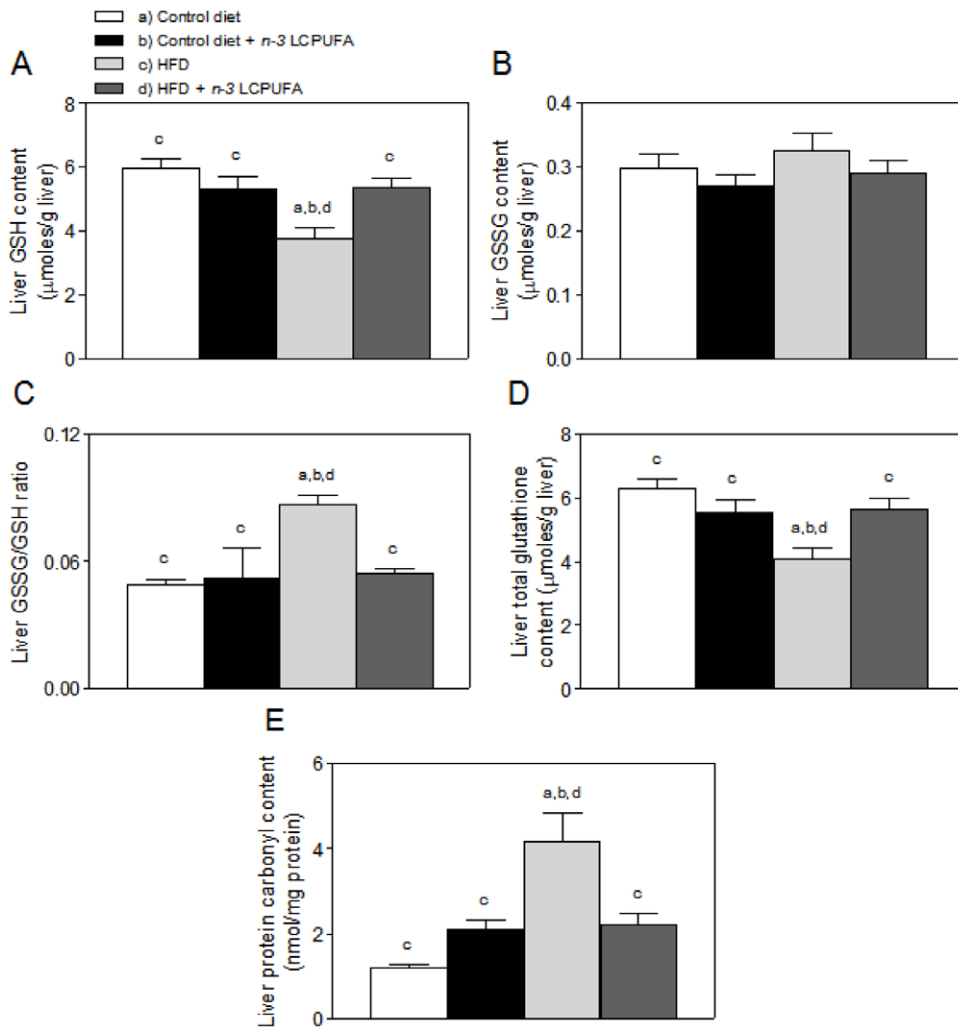 a) Control diet
b) Control diet + n-3 LCPUFA
c) HFD
d) HFD + n-3 LCPUFA
A
Liver GSH content
(μmoles/g liver)
8
6
4
2
0
c
c
a,b,d
c
B
Liver GSSG content
(μmoles/g liver)
0.4
0.3
0.2
0.1
0.0
C
Liver GSSG/GSH ratio
0.12
0.06
0.00
c
c
a,b,d
c
D
Liver total glutathione
content (μmoles/g liver)
8
6
4
2
0
c
c
a,b,d
c
E
Liver protein carbonyl content
(nmol/mg protein)
6
4
2
0
c
c
a,b,d
c